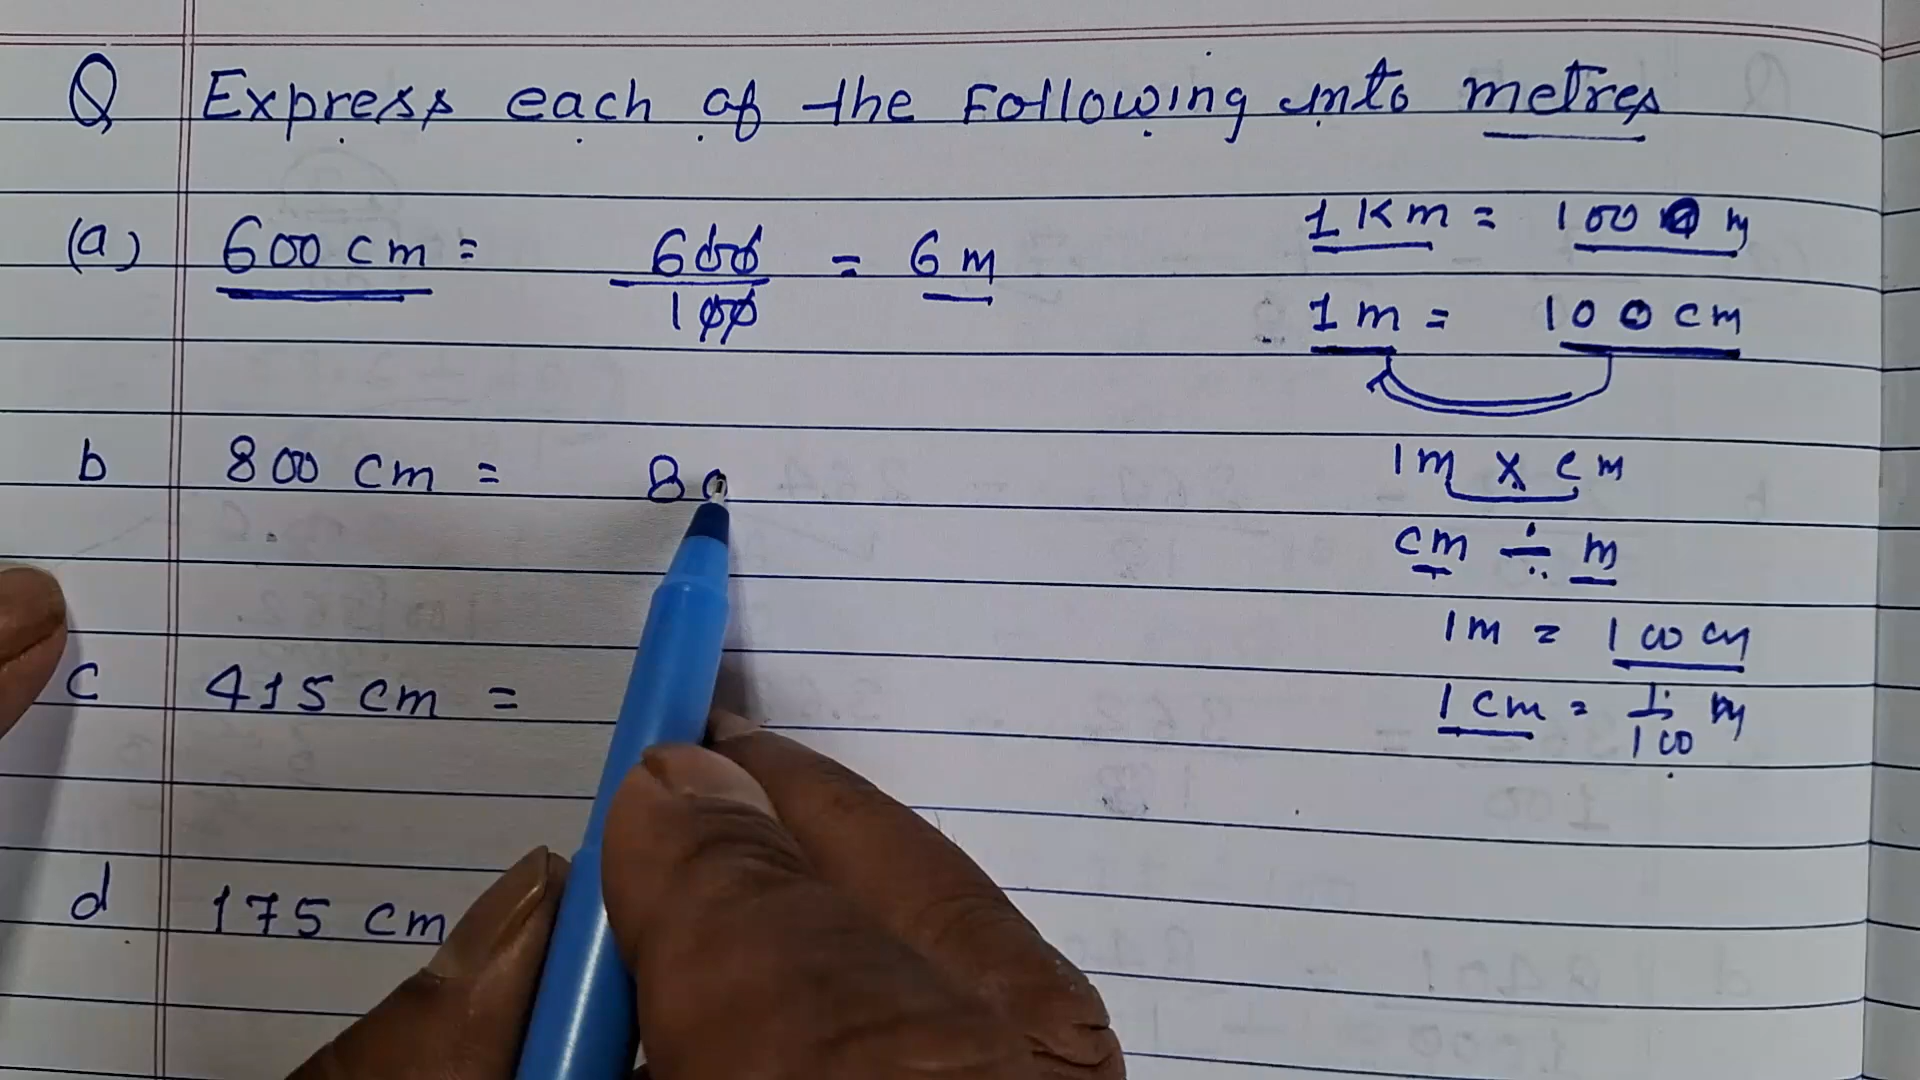 Q Express each of the Following into metres
(a) 600 cm = 600/100 = 6 m
1 Km = 1000 m
1 m = 100 cm
b 800 cm = 80
1m x cm
cm ÷ m
1m = 100 cm
c 415 cm =
1 cm = 1/100 m
d 175 cm